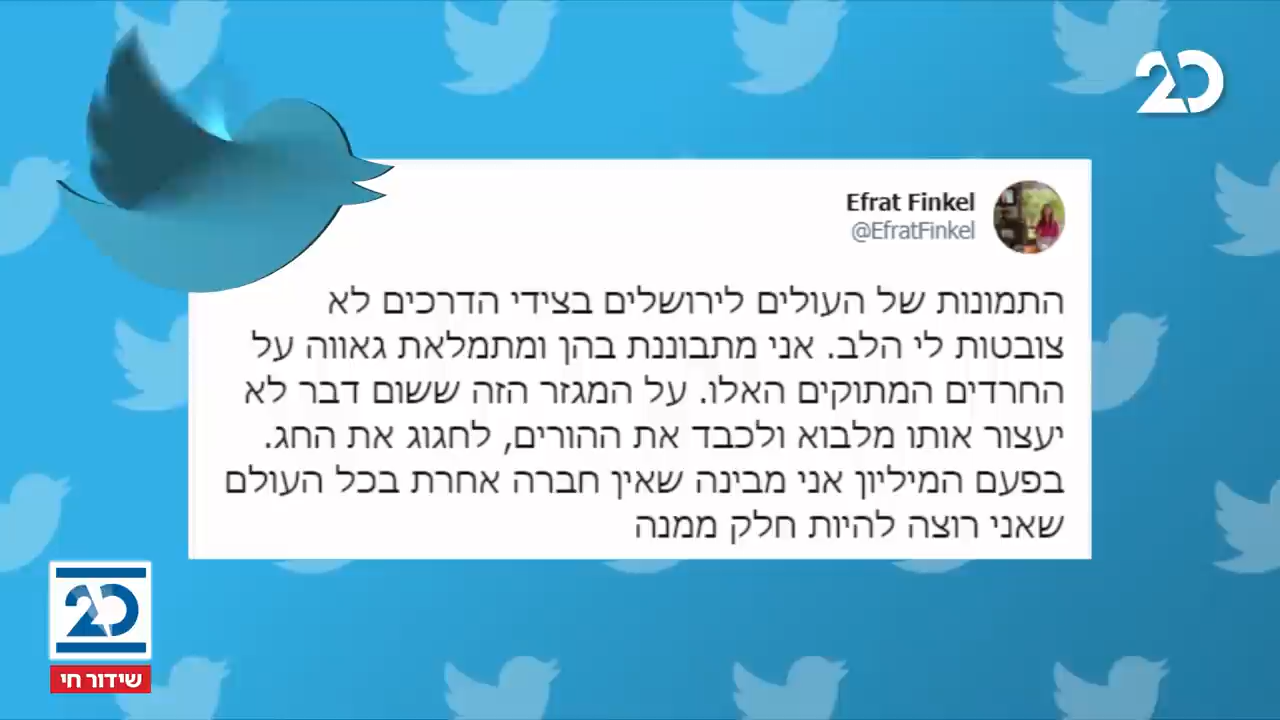 20
Efrat Finkel
@EfratFinkel
התמונות של העולים לירושלים בצידי הדרכים לא
צובטות לי הלב. אני מתבוננת בהן ומתמלאת גאווה על
החרדים המתוקים האלו. על המגזר הזה ששום דבר לא
יעצור אותו מלבוא ולכבד את ההורים, לחגוג את החג.
בפעם המיליון אני מבינה שאין חברה אחרת בכל העולם
שאני רוצה להיות חלק ממנה
20
שידור חי